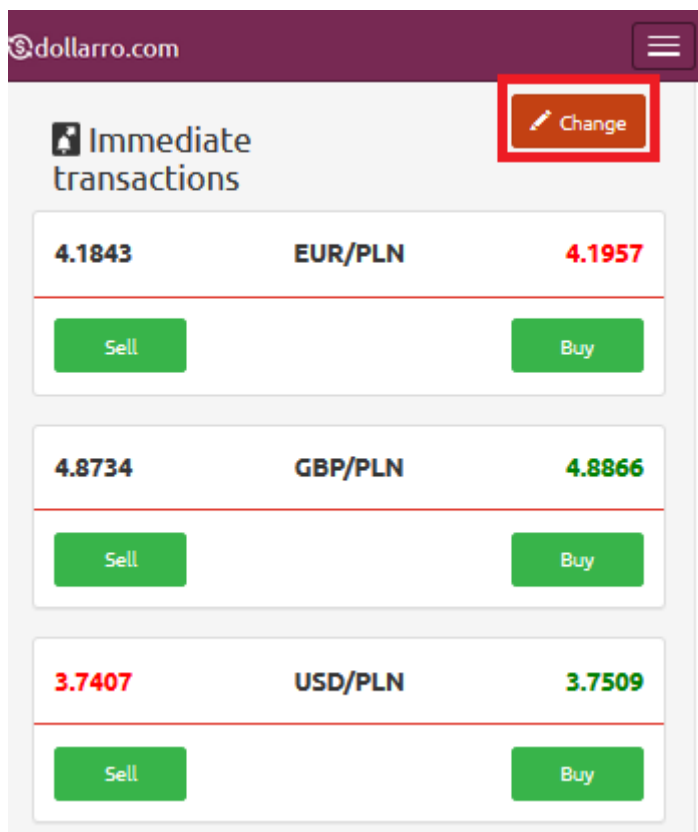 dollarro.com
Change
Immediate
transactions
4.1843 EUR/PLN 4.1957
Sell Buy
4.8734 GBP/PLN 4.8866
Sell Buy
3.7407 USD/PLN 3.7509
Sell Buy